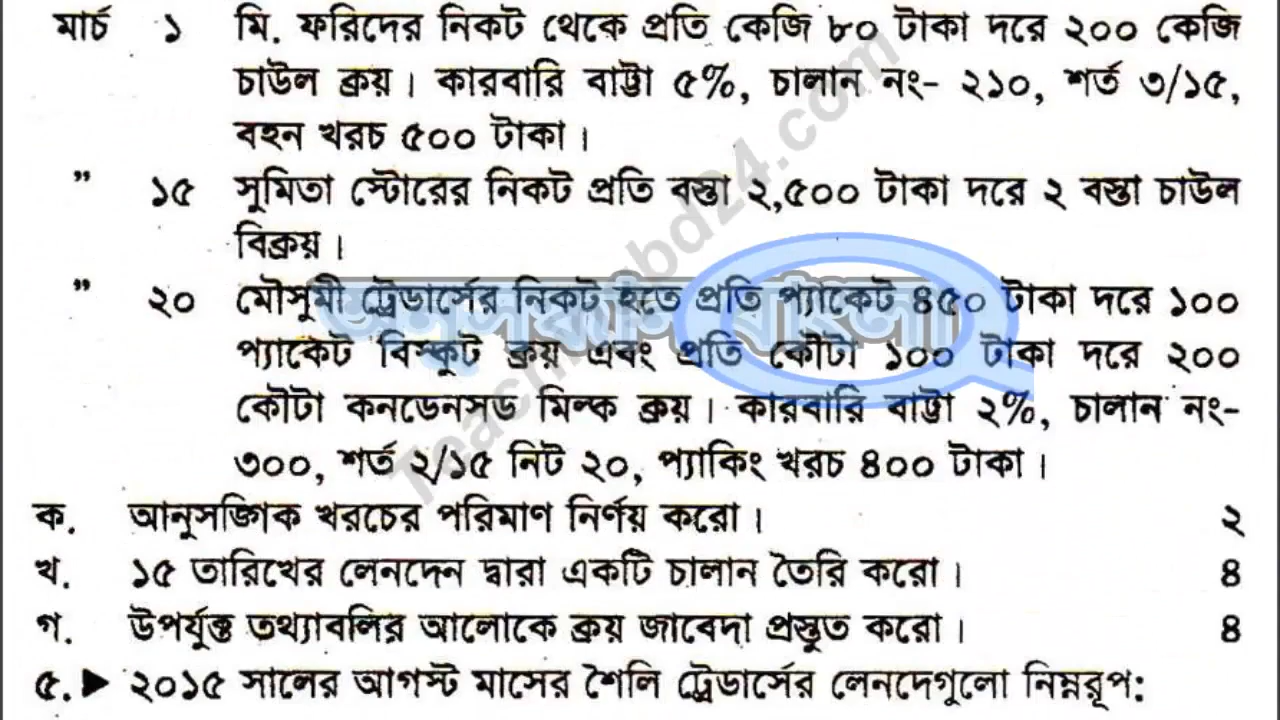 মার্চ ১ মি. ফরিদের নিকট থেকে প্রতি কেজি ৮০ টাকা দরে ২০০ কেজি
চাউল ক্রয়। কারবারি বাট্টা ৫%, চালান নং- ২১০, শর্ত ৩/১৫,
বহন খরচ ৫০০ টাকা।
" ১৫ সুমিতা স্টোরের নিকট প্রতি বস্তা ২,৫০০ টাকা দরে ২ বস্তা চাউল
বিক্রয়।
" ২০ মৌসুমী ট্রেডার্সের নিকট হতে প্রতি প্যাকেট ৪৫০ টাকা দরে ১০০
প্যাকেট বিস্কুট ক্রয় এবং প্রতি কৌটা ১০০ টাকা দরে ২০০
কৌটা কনডেনসড মিল্ক ক্রয়। কারবারি বাট্টা ২%, চালান নং-
৩০০, শর্ত ২/১৫ নিট ২০, প্যাকিং খরচ ৪০০ টাকা।
ক. আনুসঙ্গিক খরচের পরিমাণ নির্ণয় করো। ২
খ. ১৫ তারিখের লেনদেন দ্বারা একটি চালান তৈরি করো। ৪
গ. উপর্যুক্ত তথ্যাবলির আলোকে ক্রয় জাবেদা প্রস্তুত করো। ৪
৫.▶ ২০১৫ সালের আগস্ট মাসের শৈলি ট্রেডার্সের লেনদেগুলো নিম্নরূপ: